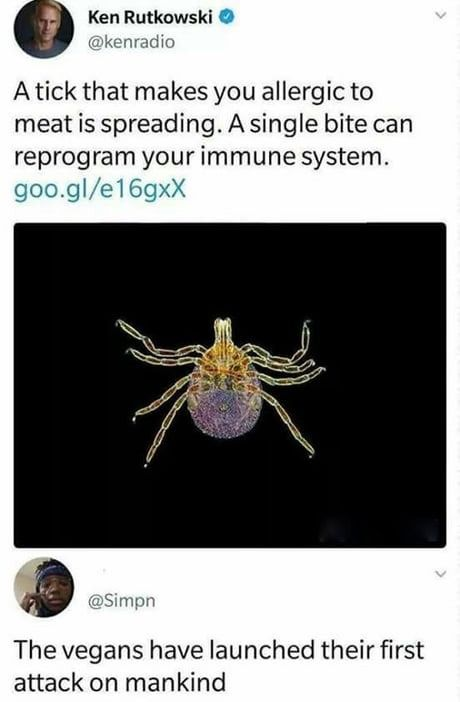 Ken Rutkowski
@kenradio
A tick that makes you allergic to
meat is spreading. A single bite can
reprogram your immune system.
goo.gl/e16gxX
@Simpn
The vegans have launched their first
attack on mankind